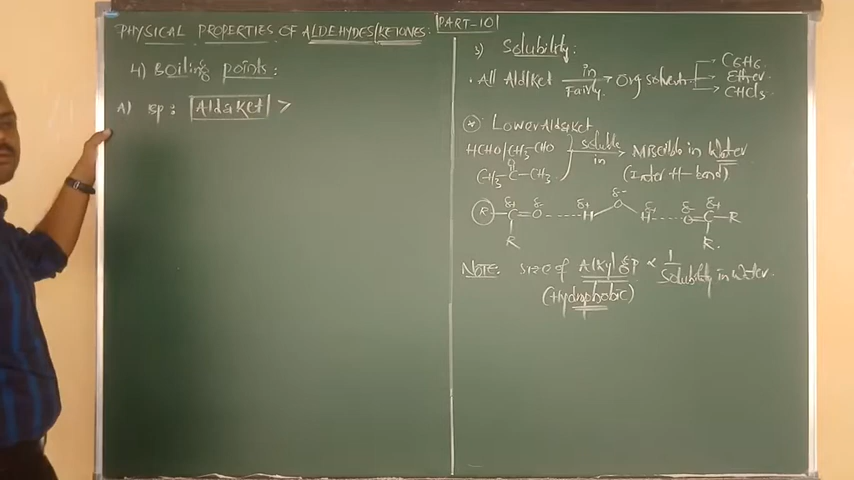 PHYSICAL PROPERTIES OF ALDEHYDES/KETONES: PART-10
4) Boiling points:
A) BP: Ald & Ket >
5) Solubility:
• All Ald/Ket in Fairly → Org solvents → C6H6.
→ Ether.
→ CHCl3
* Lower Ald & Ket
HCHO/CH3-CHO
O
CH3-C-CH3 soluble in → Miscible in Water
(Inter H-bond)
δ+ δ- δ+ δ- δ+ δ- δ+
R-C=O ---- H-O-H ---- O=C-R
R R
NOTE: Size of Alkyl gp ∝ 1/Solubility in Water.
(Hydrophobic)